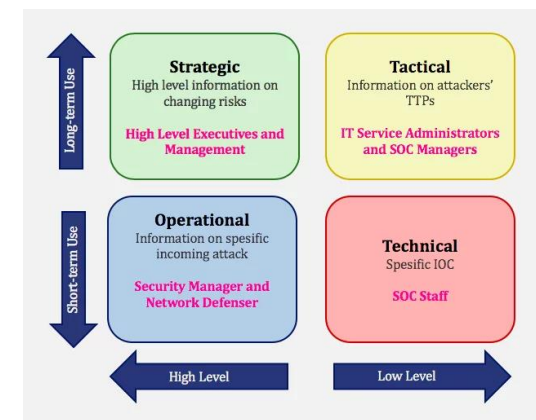 Long-term Use
Strategic
High level information on
changing risks
High Level Executives and
Management
Tactical
Information on attackers'
TTPs
IT Service Administrators
and SOC Managers
Short-term Use
Operational
Information on spesific
incoming attack
Security Manager and
Network Defenser
Technical
Spesific IOC
SOC Staff
High Level
Low Level